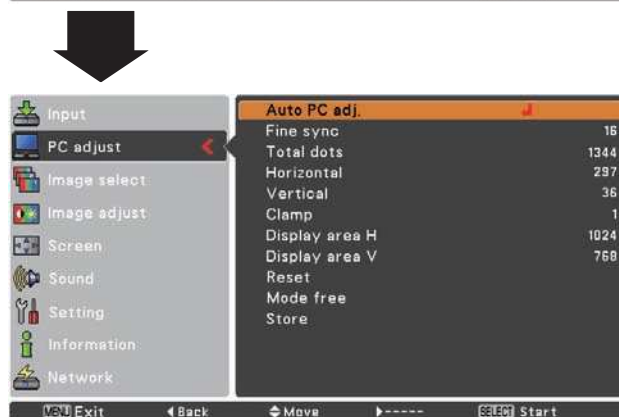 Input
PC adjust
Image select
Image adjust
Screen
Sound
Setting
Information
Network
Auto PC adj.
Fine sync 16
Total dots 1344
Horizontal 297
Vertical 36
Clamp 1
Display area H 1024
Display area V 768
Reset
Mode free
Store
MENU Exit ◀Back Move ▶----- SELECT Start